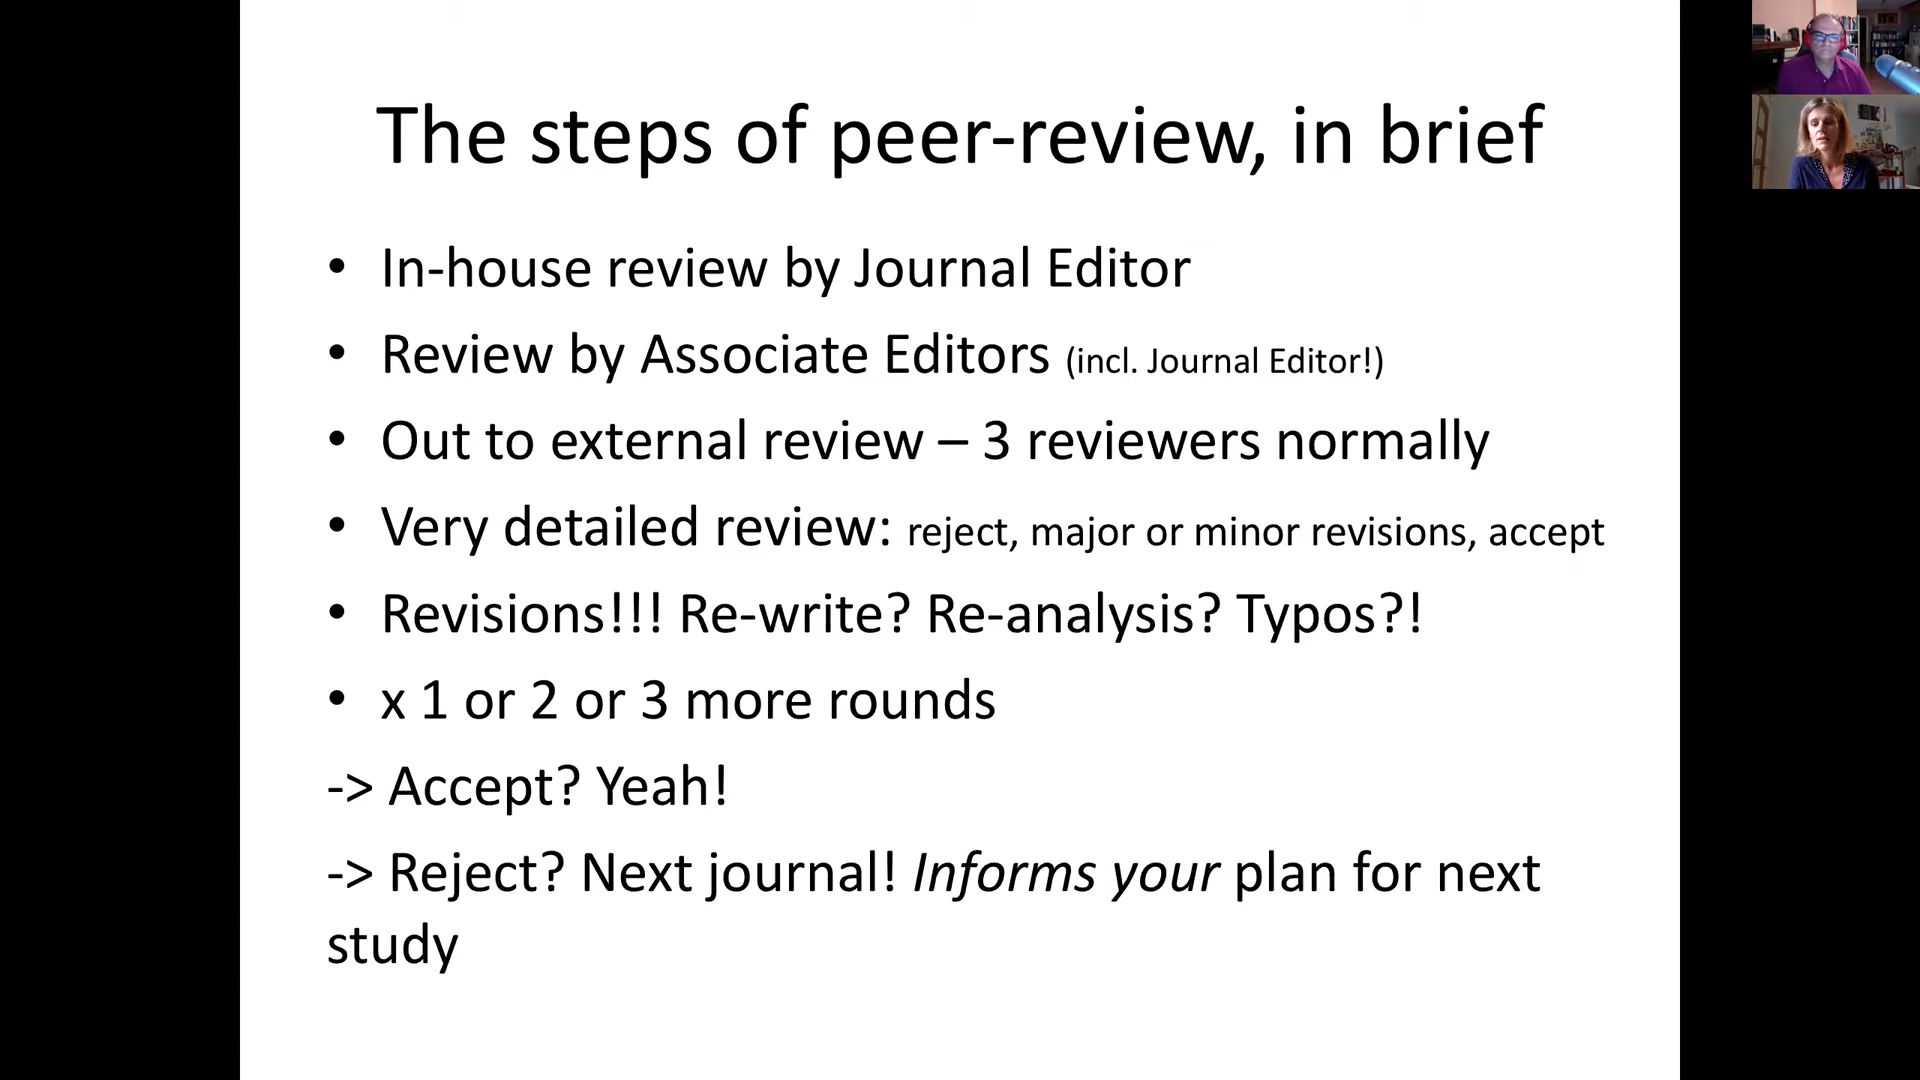 The steps of peer-review, in brief
• In-house review by Journal Editor
• Review by Associate Editors (incl. Journal Editor!)
• Out to external review – 3 reviewers normally
• Very detailed review: reject, major or minor revisions, accept
• Revisions!!! Re-write? Re-analysis? Typos?!
• x 1 or 2 or 3 more rounds
-> Accept? Yeah!
-> Reject? Next journal! Informs your plan for next
study